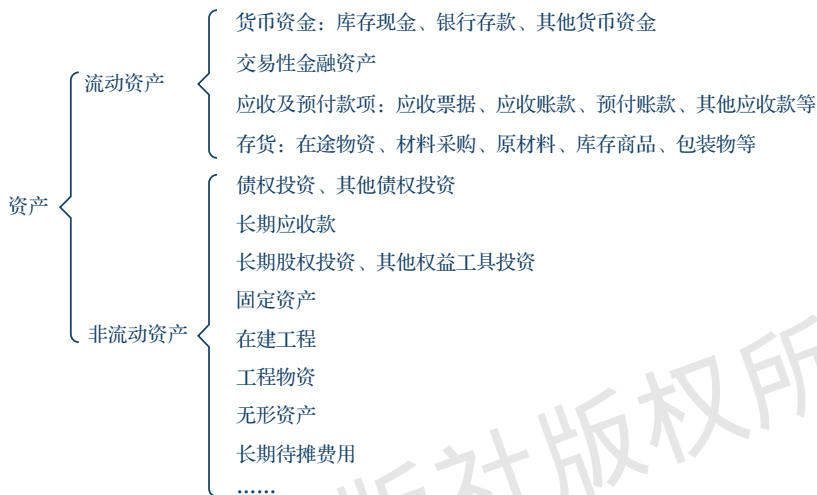 资产
流动资产
货币资金：库存现金、银行存款、其他货币资金
交易性金融资产
应收及预付款项：应收票据、应收账款、预付账款、其他应收款等
存货：在途物资、材料采购、原材料、库存商品、包装物等
非流动资产
债权投资、其他债权投资
长期应收款
长期股权投资、其他权益工具投资
固定资产
在建工程
工程物资
无形资产
长期待摊费用
……
版社版权所